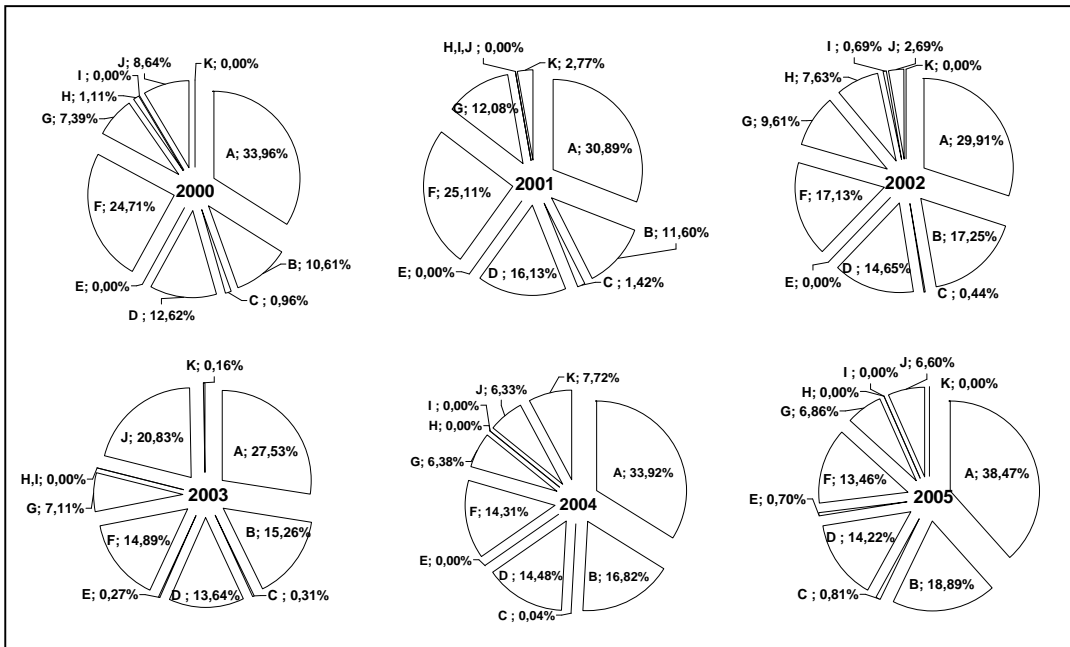 J; 8,64%
K; 0,00%
I ; 0,00%
H; 1,11%
G; 7,39%
A; 33,96%
2000
F; 24,71%
B; 10,61%
E; 0,00%
C ; 0,96%
D ; 12,62%
H,I,J ; 0,00%
K; 2,77%
G; 12,08%
A; 30,89%
2001
F; 25,11%
B; 11,60%
E; 0,00%
D ; 16,13%
C ; 1,42%
I ; 0,69%
J; 2,69%
K; 0,00%
H; 7,63%
G; 9,61%
A; 29,91%
2002
F; 17,13%
B; 17,25%
E; 0,00%
D ; 14,65%
C ; 0,44%
K; 0,16%
J; 20,83%
A; 27,53%
H,I; 0,00%
2003
G; 7,11%
F; 14,89%
B; 15,26%
E; 0,27%
D ; 13,64%
C ; 0,31%
K; 7,72%
J; 6,33%
I ; 0,00%
H; 0,00%
G; 6,38%
A; 33,92%
2004
F; 14,31%
E; 0,00%
D ; 14,48%
B; 16,82%
C ; 0,04%
J; 6,60%
I ; 0,00%
K; 0,00%
H; 0,00%
G; 6,86%
A; 38,47%
F; 13,46%
2005
E; 0,70%
D ; 14,22%
B; 18,89%
C ; 0,81%